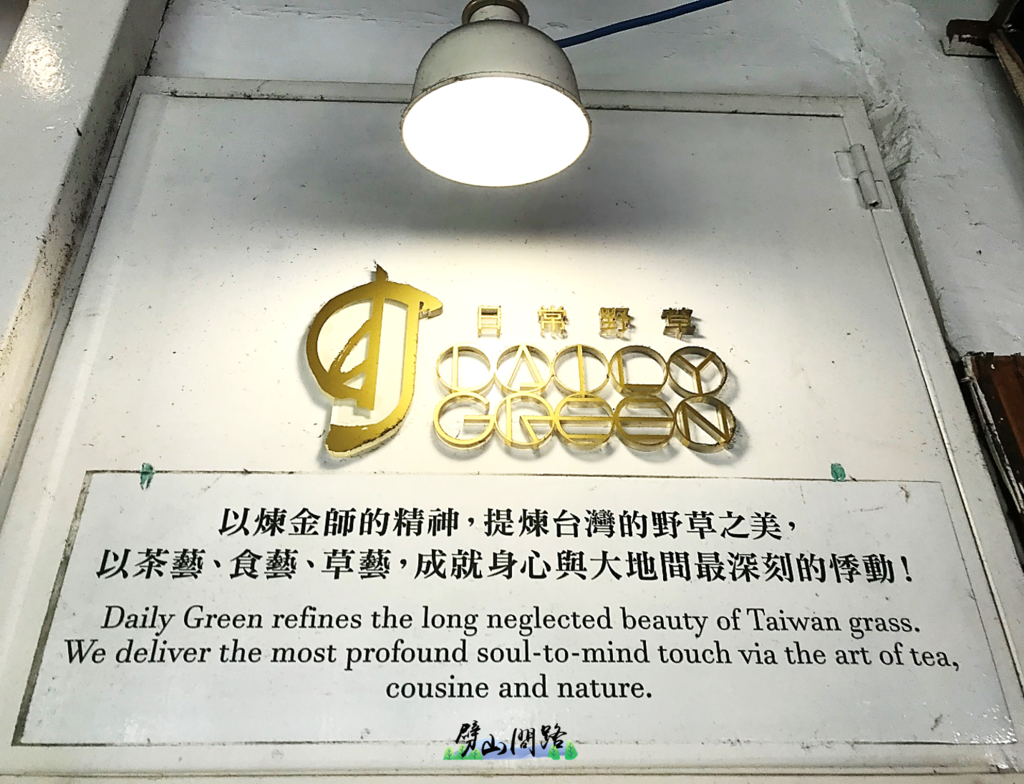 日常野草
DAILY
GREEN
以煉金師的精神，提煉台灣的野草之美，
以茶藝、食藝、草藝，成就身心與大地間最深刻的悸動！
Daily Green refines the long neglected beauty of Taiwan grass.
We deliver the most profound soul-to-mind touch via the art of tea,
cousine and nature.
劈山問路